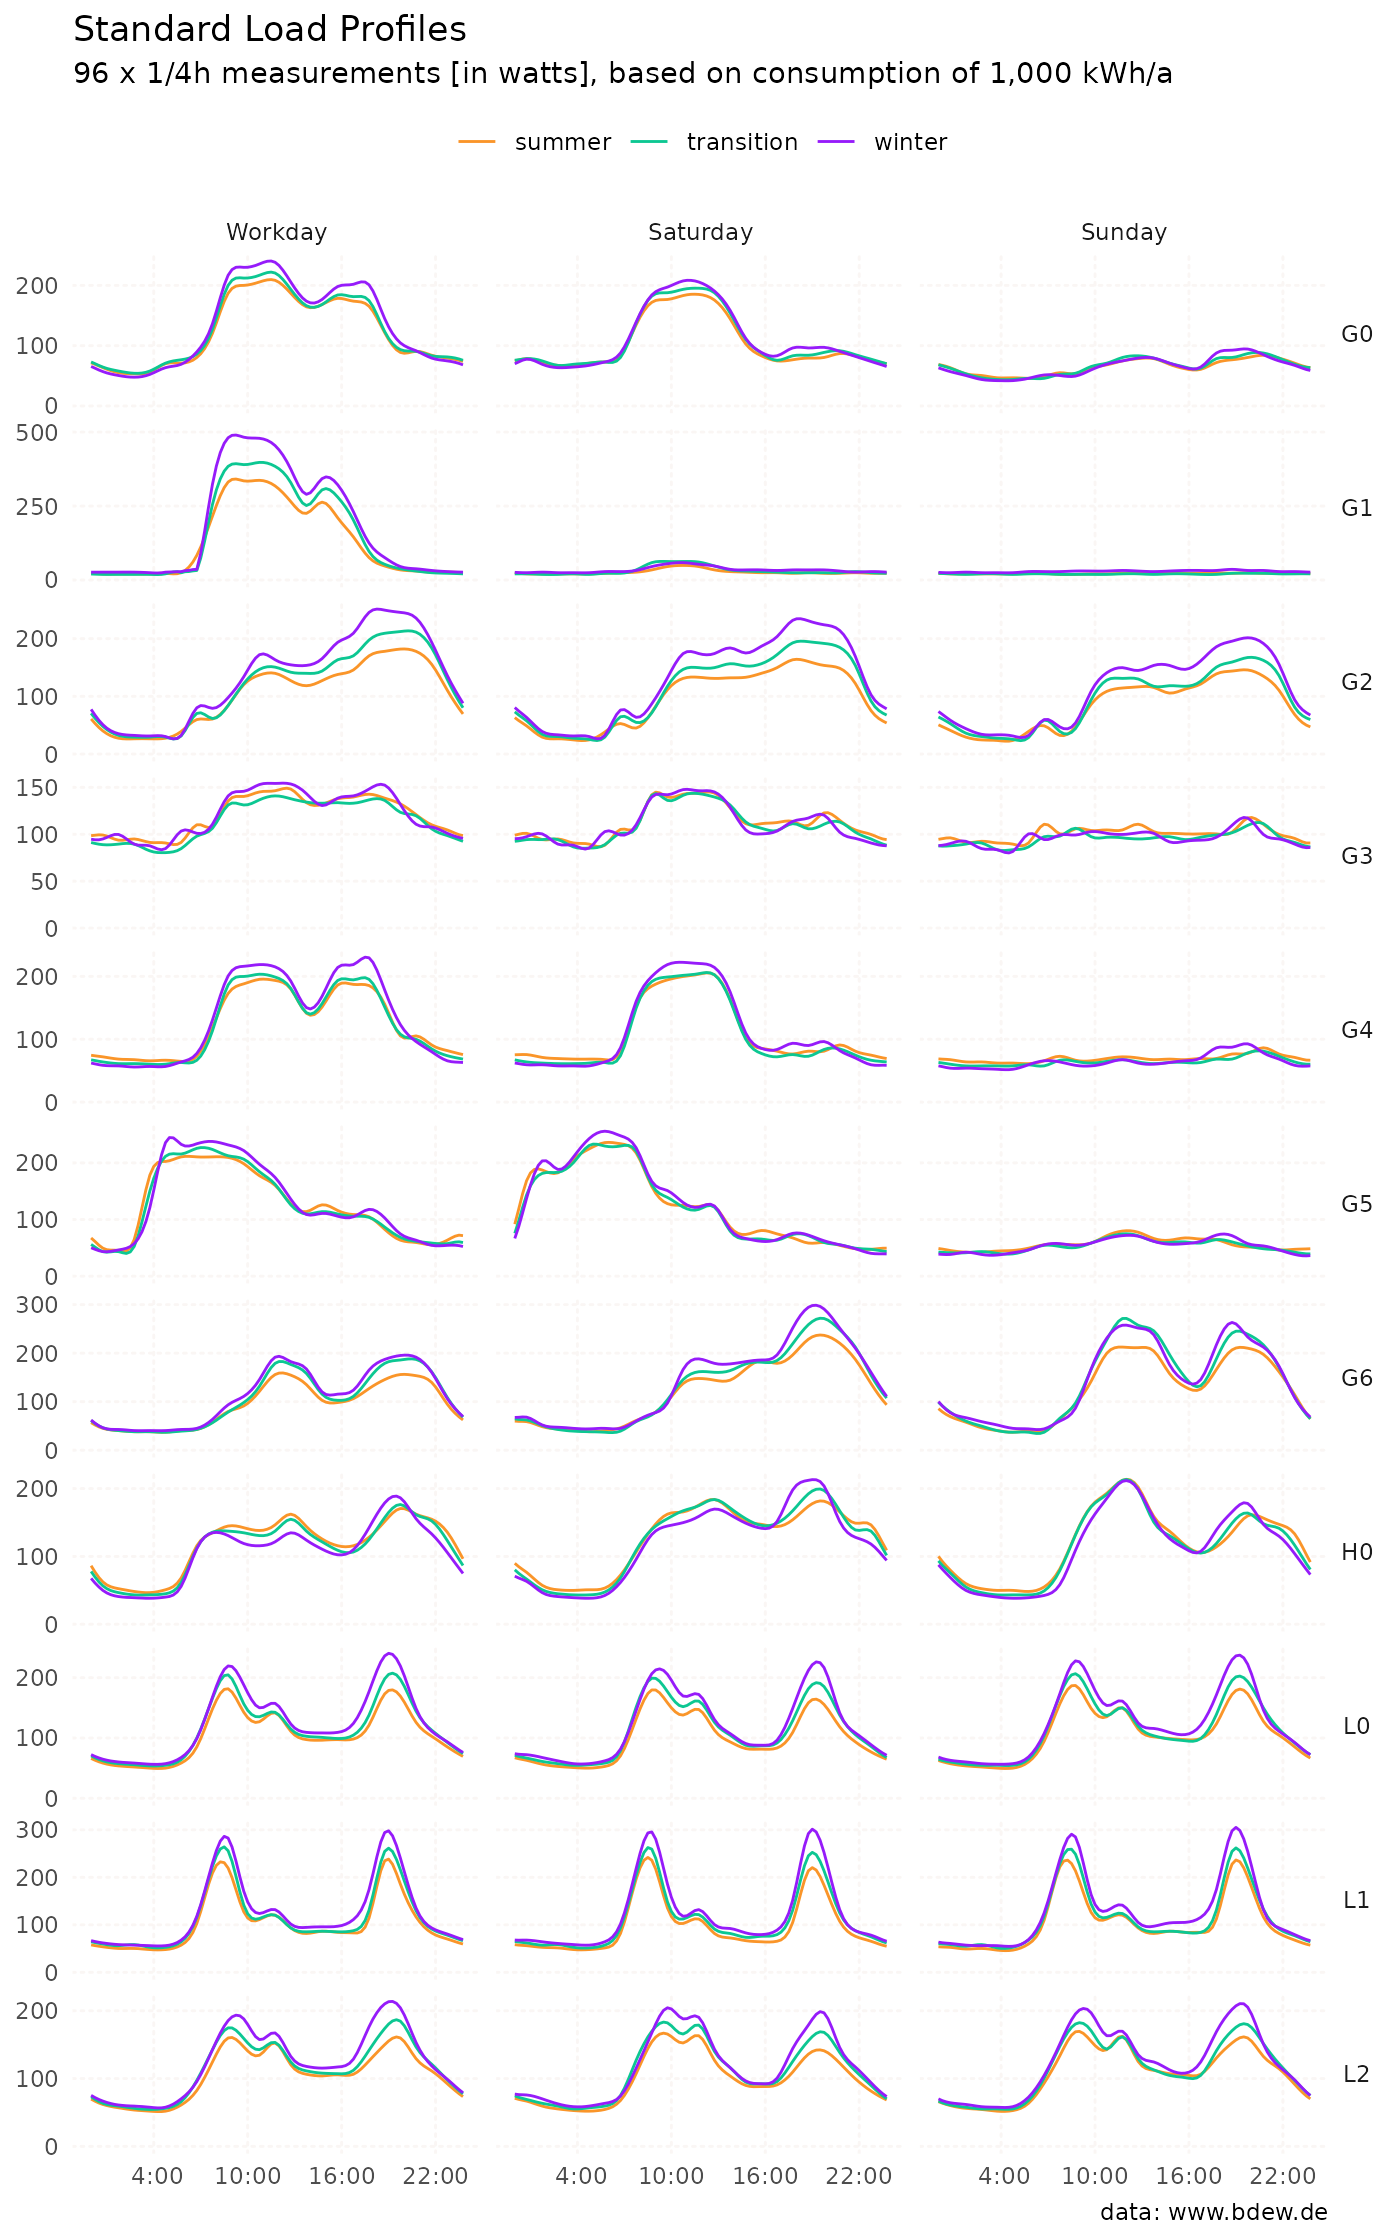 Standard Load Profiles
96 x 1/4h measurements [in watts], based on consumption of 1,000 kWh/a
summer transition winter
Workday Saturday Sunday
200
100
0
G0
500
250
0
G1
200
100
0
G2
150
100
50
0
G3
200
100
0
G4
200
100
0
G5
300
200
100
0
G6
200
100
0
H0
200
100
0
L0
300
200
100
0
L1
200
100
0
L2
4:00 10:00 16:00 22:00 4:00 10:00 16:00 22:00 4:00 10:00 16:00 22:00
data: www.bdew.de